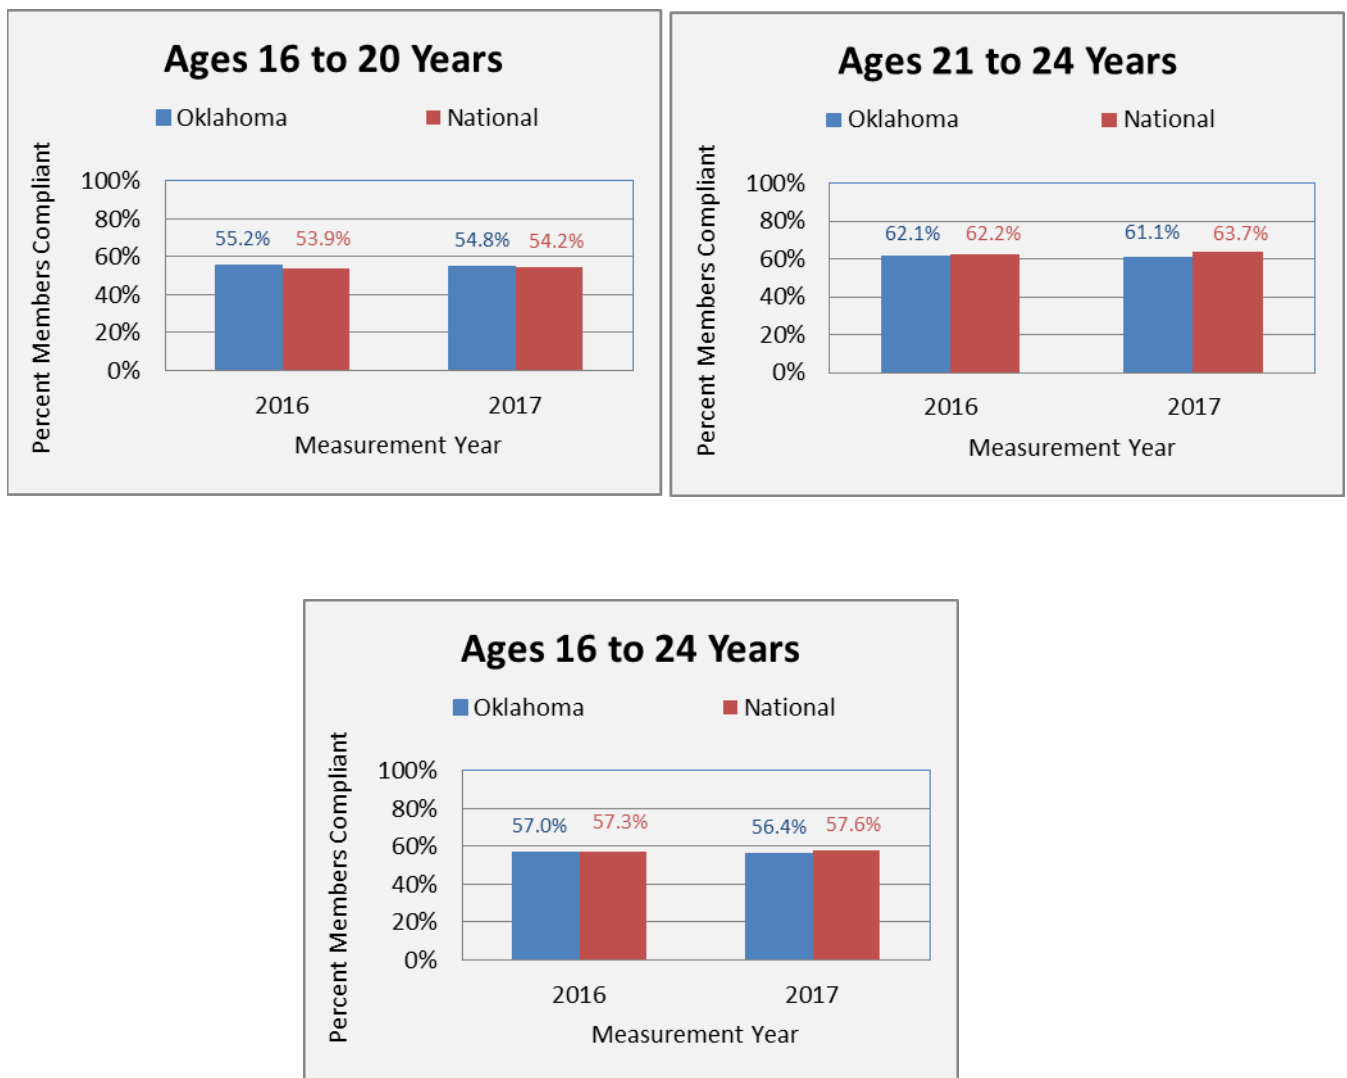 Ages 16 to 20 Years
Oklahoma National
Percent Members Compliant
100%
80%
60%
40%
20%
0%
55.2% 53.9% 54.8% 54.2%
2016 2017
Measurement Year
Ages 21 to 24 Years
Oklahoma National
Percent Members Compliant
100%
80%
60%
40%
20%
0%
62.1% 62.2% 61.1% 63.7%
2016 2017
Measurement Year
Ages 16 to 24 Years
Oklahoma National
Percent Members Compliant
100%
80%
60%
40%
20%
0%
57.0% 57.3% 56.4% 57.6%
2016 2017
Measurement Year